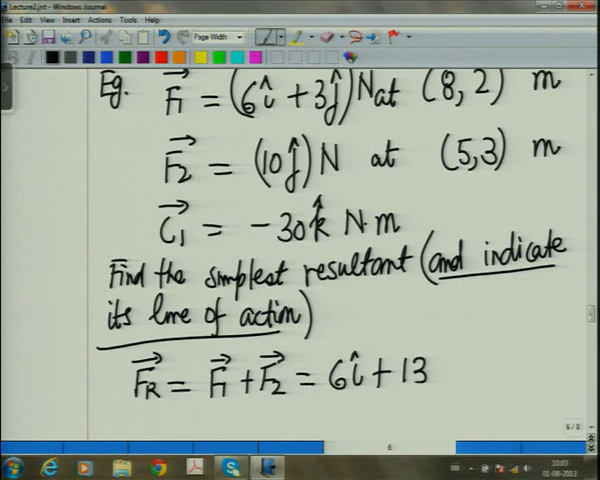 Lecture2.jnt - Windows Journal
File Edit View Insert Actions Tools Help
Page Width
Eg. F₁ = (6î + 3ĵ) N at (8, 2) m
F₂ = (10ĵ) N at (5,3) m
C₁ = - 30k̂ N.m
Find the simplest resultant (and indicate
its line of action)
F_R = F₁ + F₂ = 6î + 13
6/8
6
10:03
01-08-2013